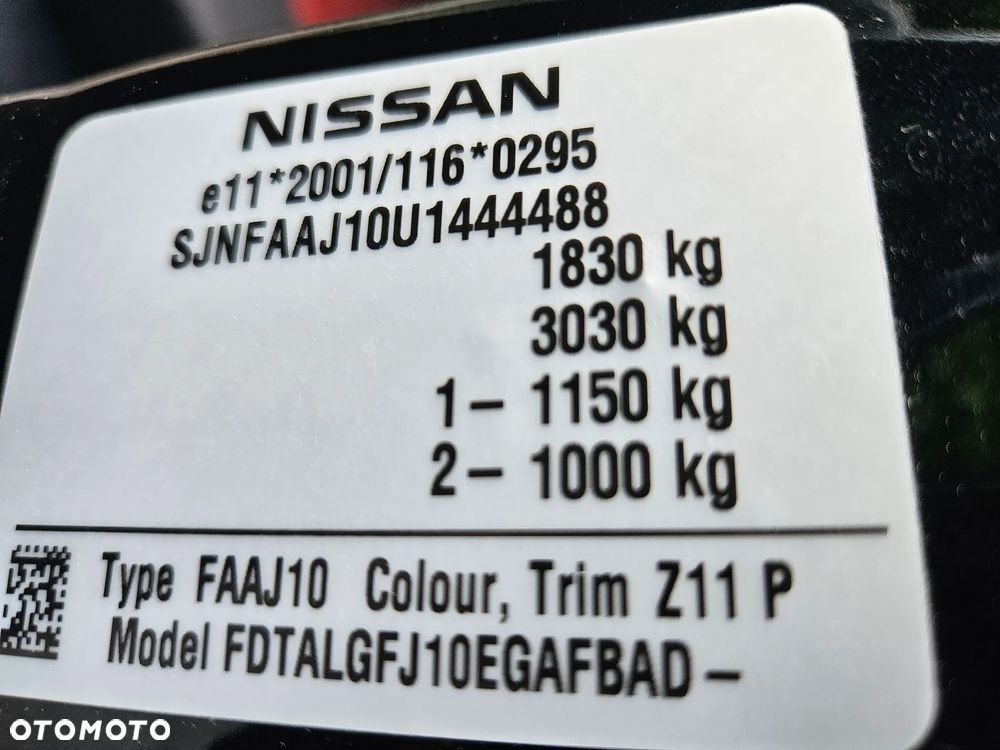 NISSAN
e11*2001/116*0295
SJNFAAJ10U1444488
1830 kg
3030 kg
1 – 1150 kg
2 – 1000 kg
Type FAAJ10 Colour, Trim Z11 P
Model FDTALGFJ10EGAFBAD –
OTOMOTO